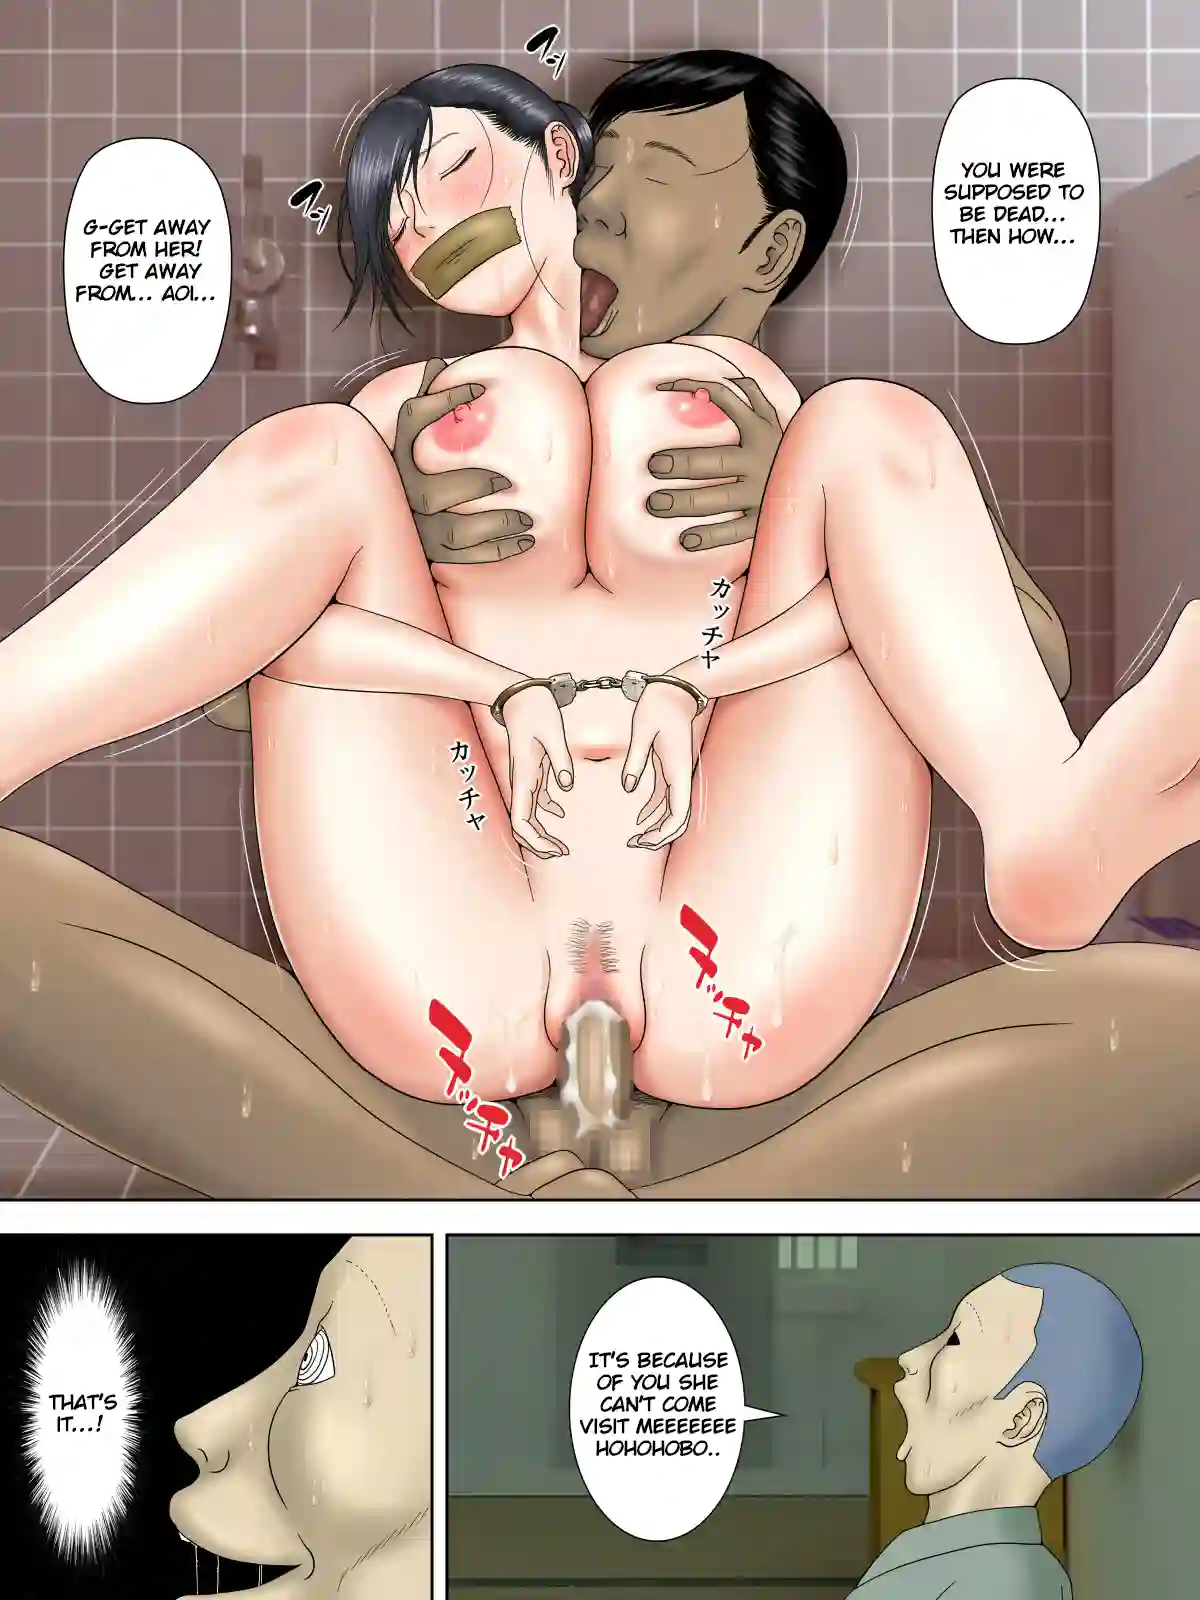 YOU WERE
SUPPOSED TO
BE DEAD...
THEN HOW...
G-GET AWAY
FROM HER!
GET AWAY
FROM... AOI...
カッチャ
カッチャ
ヌッチャ
ヌッチャ
IT'S BECAUSE
OF YOU SHE
CAN'T COME
VISIT MEEEEEEE
HOHOHOBO..
THAT'S
IT...!